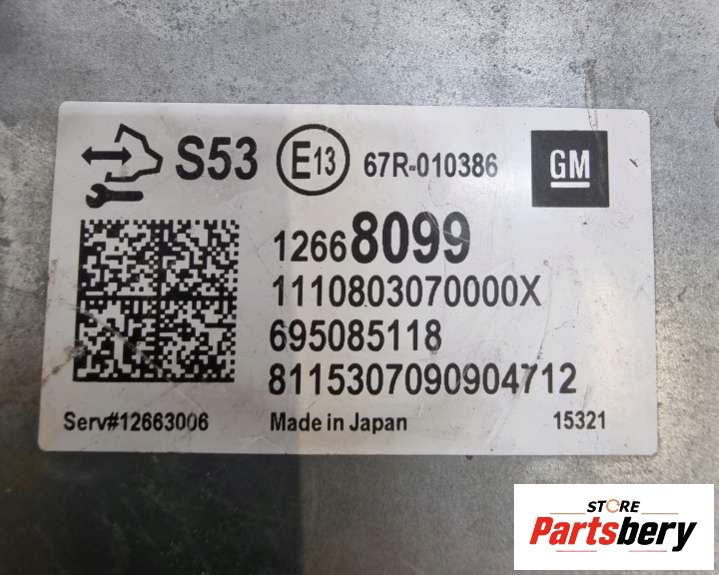 S53 E13 67R-010386 GM
12668099
1110803070000X
695085118
8115307090904712
Serv#12663006 Made in Japan 15321
STORE
Partsbery